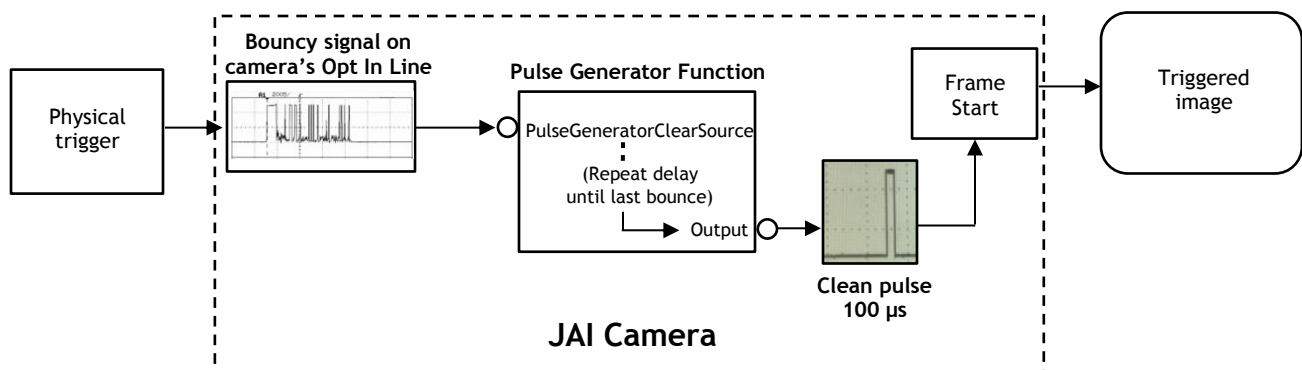 Physical
trigger
Bouncy signal on
camera's Opt In Line
Pulse Generator Function
PulseGeneratorClearSource
(Repeat delay
until last bounce)
Output
Clean pulse
100 µs
Frame
Start
Triggered
image
JAI Camera